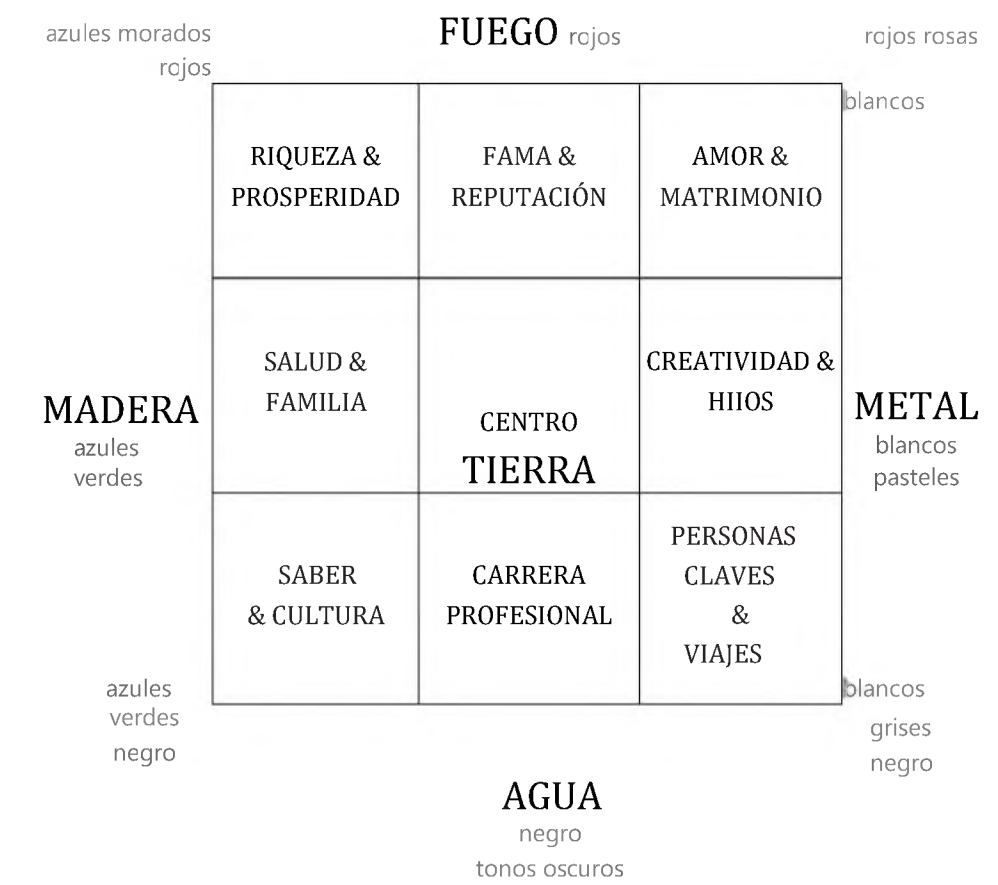 azules morados
rojos
FUEGO rojos
rojos rosas
blancos
RIQUEZA &
PROSPERIDAD
FAMA &
REPUTACIÓN
AMOR &
MATRIMONIO
SALUD &
FAMILIA
CENTRO
TIERRA
CREATIVIDAD &
HIIOS
MADERA
azules
verdes
METAL
blancos
pasteles
SABER
& CULTURA
CARRERA
PROFESIONAL
PERSONAS
CLAVES
&
VIAJES
azules
verdes
negro
blancos
grises
negro
AGUA
negro
tonos oscuros